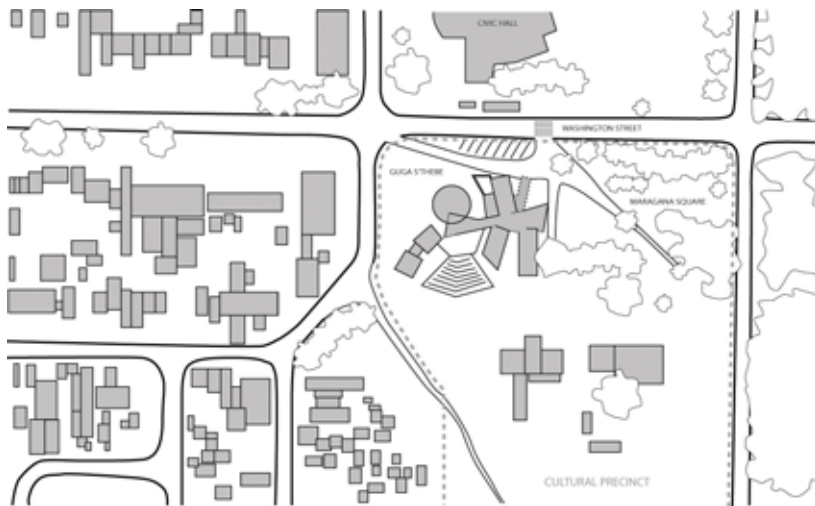 CIVIC HALL
WASHINGTON STREET
GUGA S'THEBE
MARAGANA SQUARE
CULTURAL PRECINCT